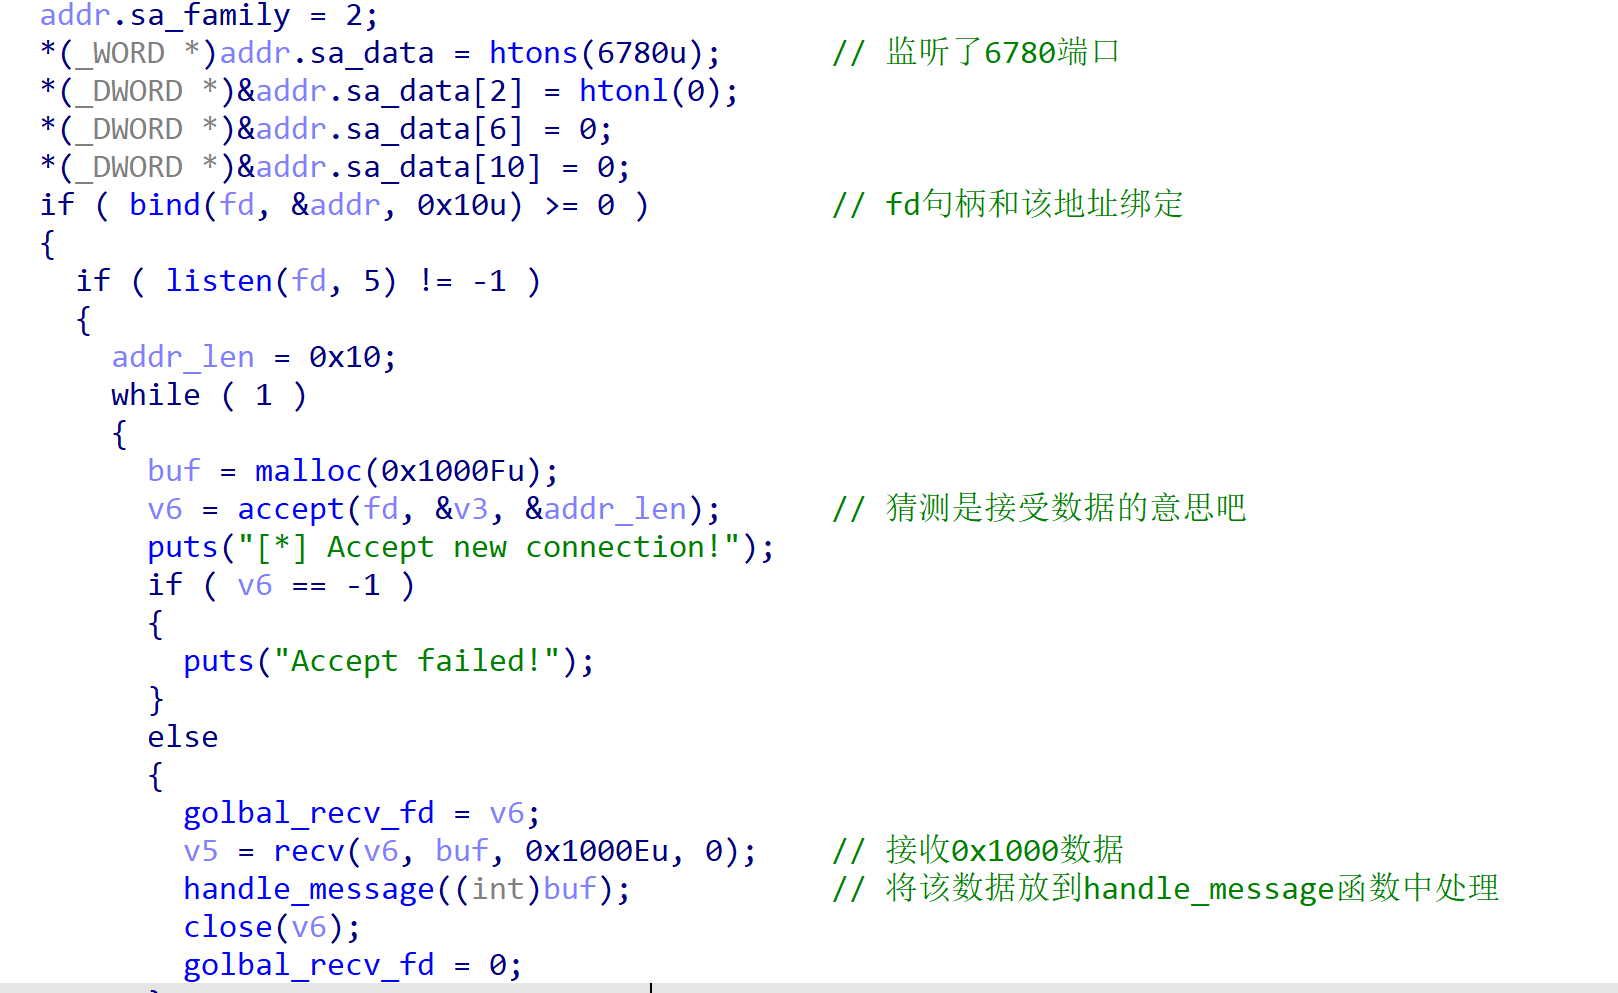 addr.sa_family = 2;
*(_WORD *)addr.sa_data = htons(6780u); // 监听了6780端口
*(_DWORD *)&addr.sa_data[2] = htonl(0);
*(_DWORD *)&addr.sa_data[6] = 0;
*(_DWORD *)&addr.sa_data[10] = 0;
if ( bind(fd, &addr, 0x10u) >= 0 ) // fd句柄和该地址绑定
{
if ( listen(fd, 5) != -1 )
{
addr_len = 0x10;
while ( 1 )
{
buf = malloc(0x1000Fu);
v6 = accept(fd, &v3, &addr_len); // 猜测是接受数据的意思吧
puts("[*] Accept new connection!");
if ( v6 == -1 )
{
puts("Accept failed!");
}
else
{
golbal_recv_fd = v6;
v5 = recv(v6, buf, 0x1000Eu, 0); // 接收0x1000数据
handle_message((int)buf); // 将该数据放到handle_message函数中处理
close(v6);
golbal_recv_fd = 0;